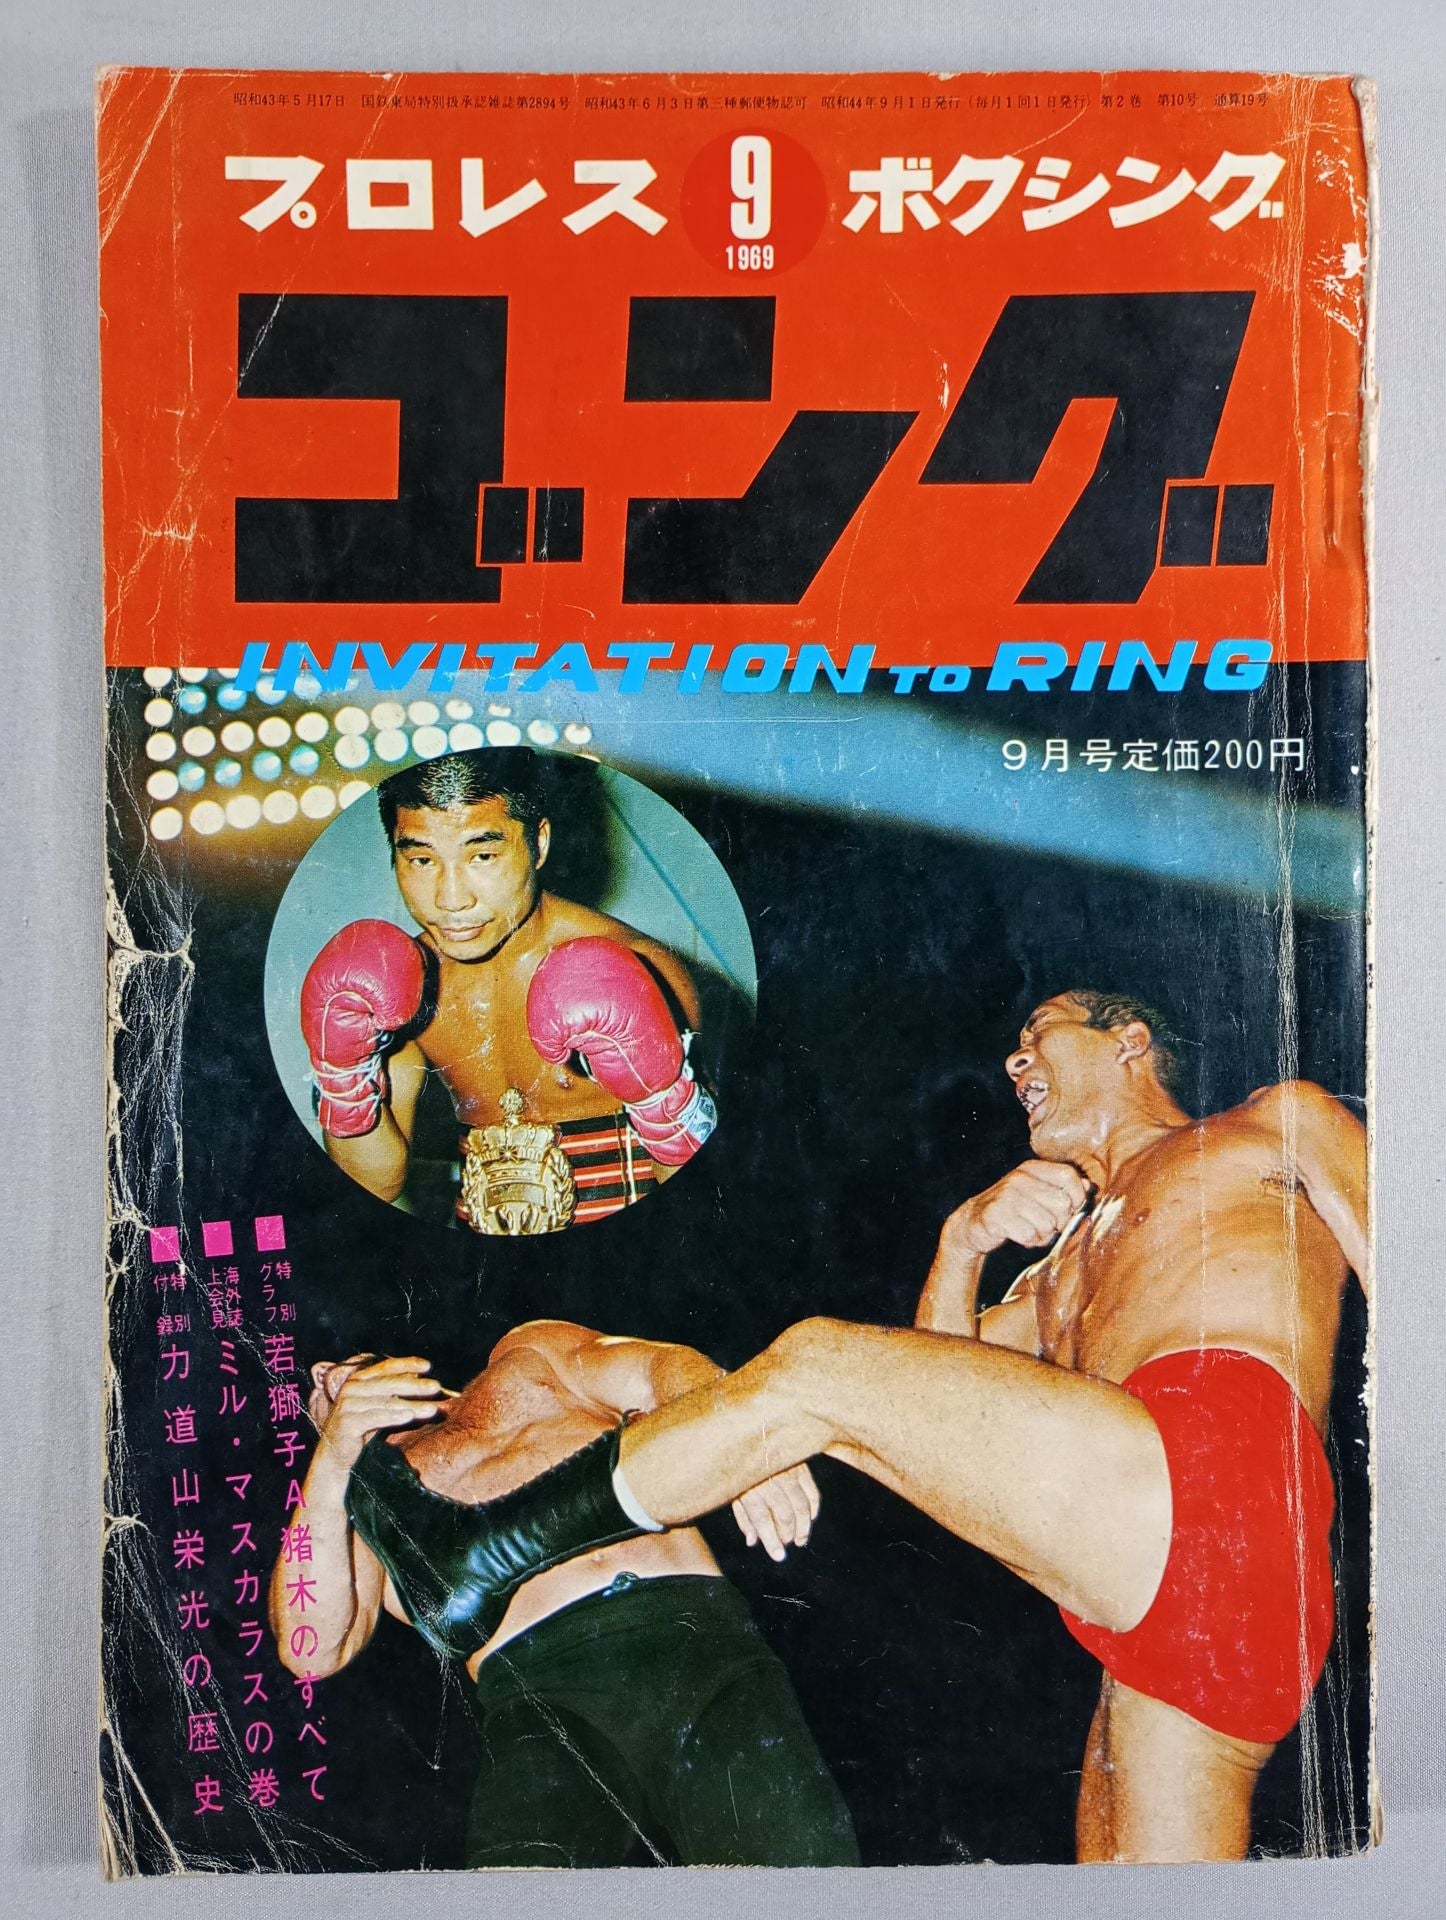 昭和43年5月17日 国鉄東局特別扱承認雑誌第2894号 昭和43年6月3日第三種郵便物認可 昭和44年9月1日発行(毎月1回1日発行)第2巻 第10号 通算19号
プロレス 9 ボクシング
1969
ゴング
INVITATION TO RING
9月号定価200円
特別グラフ 若獅子A猪木のすべて
海外誌上会見 ミル・マスカラスの巻
特別付録 力道山栄光の歴史